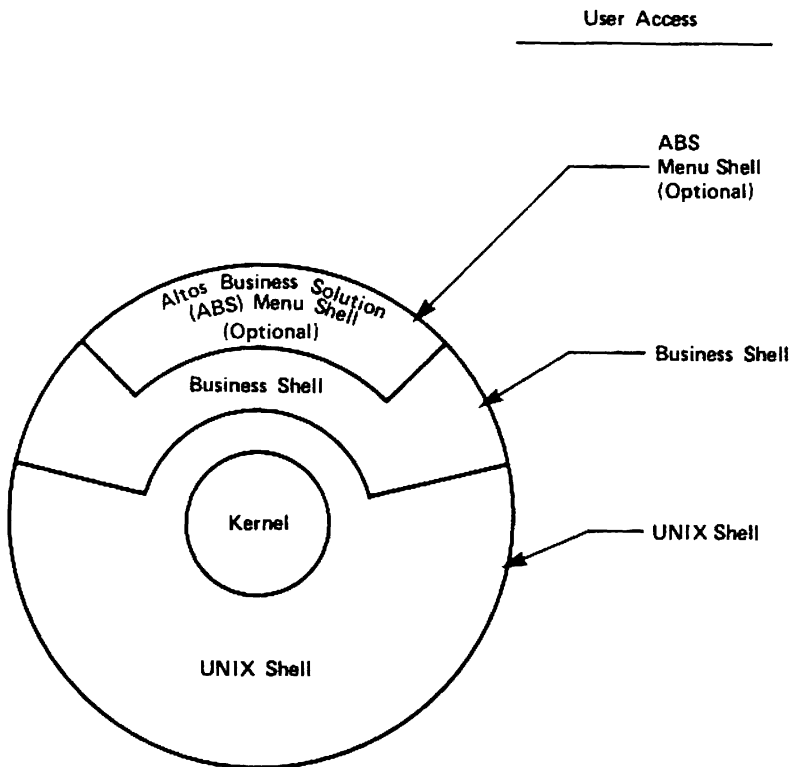 User Access
ABS
Menu Shell
(Optional)
Altos Business Solution
(ABS) Menu Shell
(Optional)
Business Shell
Business Shell
Kernel
UNIX Shell
UNIX Shell